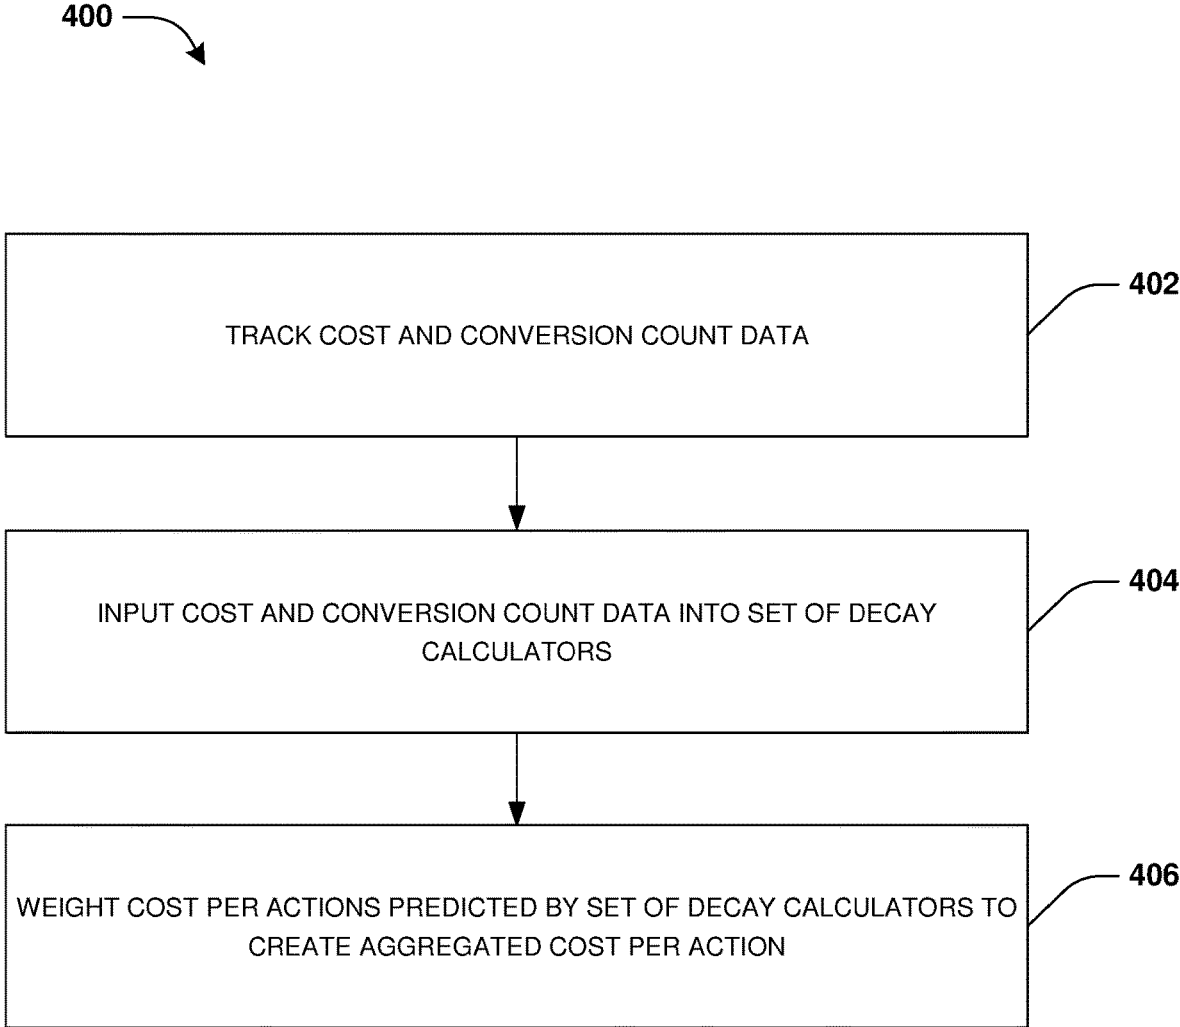 400
402
TRACK COST AND CONVERSION COUNT DATA
404
INPUT COST AND CONVERSION COUNT DATA INTO SET OF DECAY
CALCULATORS
406
WEIGHT COST PER ACTIONS PREDICTED BY SET OF DECAY CALCULATORS TO
CREATE AGGREGATED COST PER ACTION